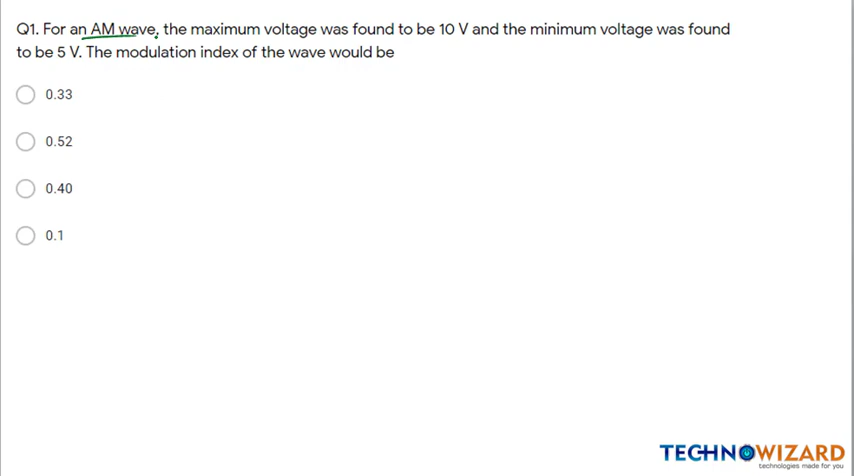 Q1. For an AM wave, the maximum voltage was found to be 10 V and the minimum voltage was found
to be 5 V. The modulation index of the wave would be
0.33
0.52
0.40
0.1
TECHNOWIZARD
technologies made for you